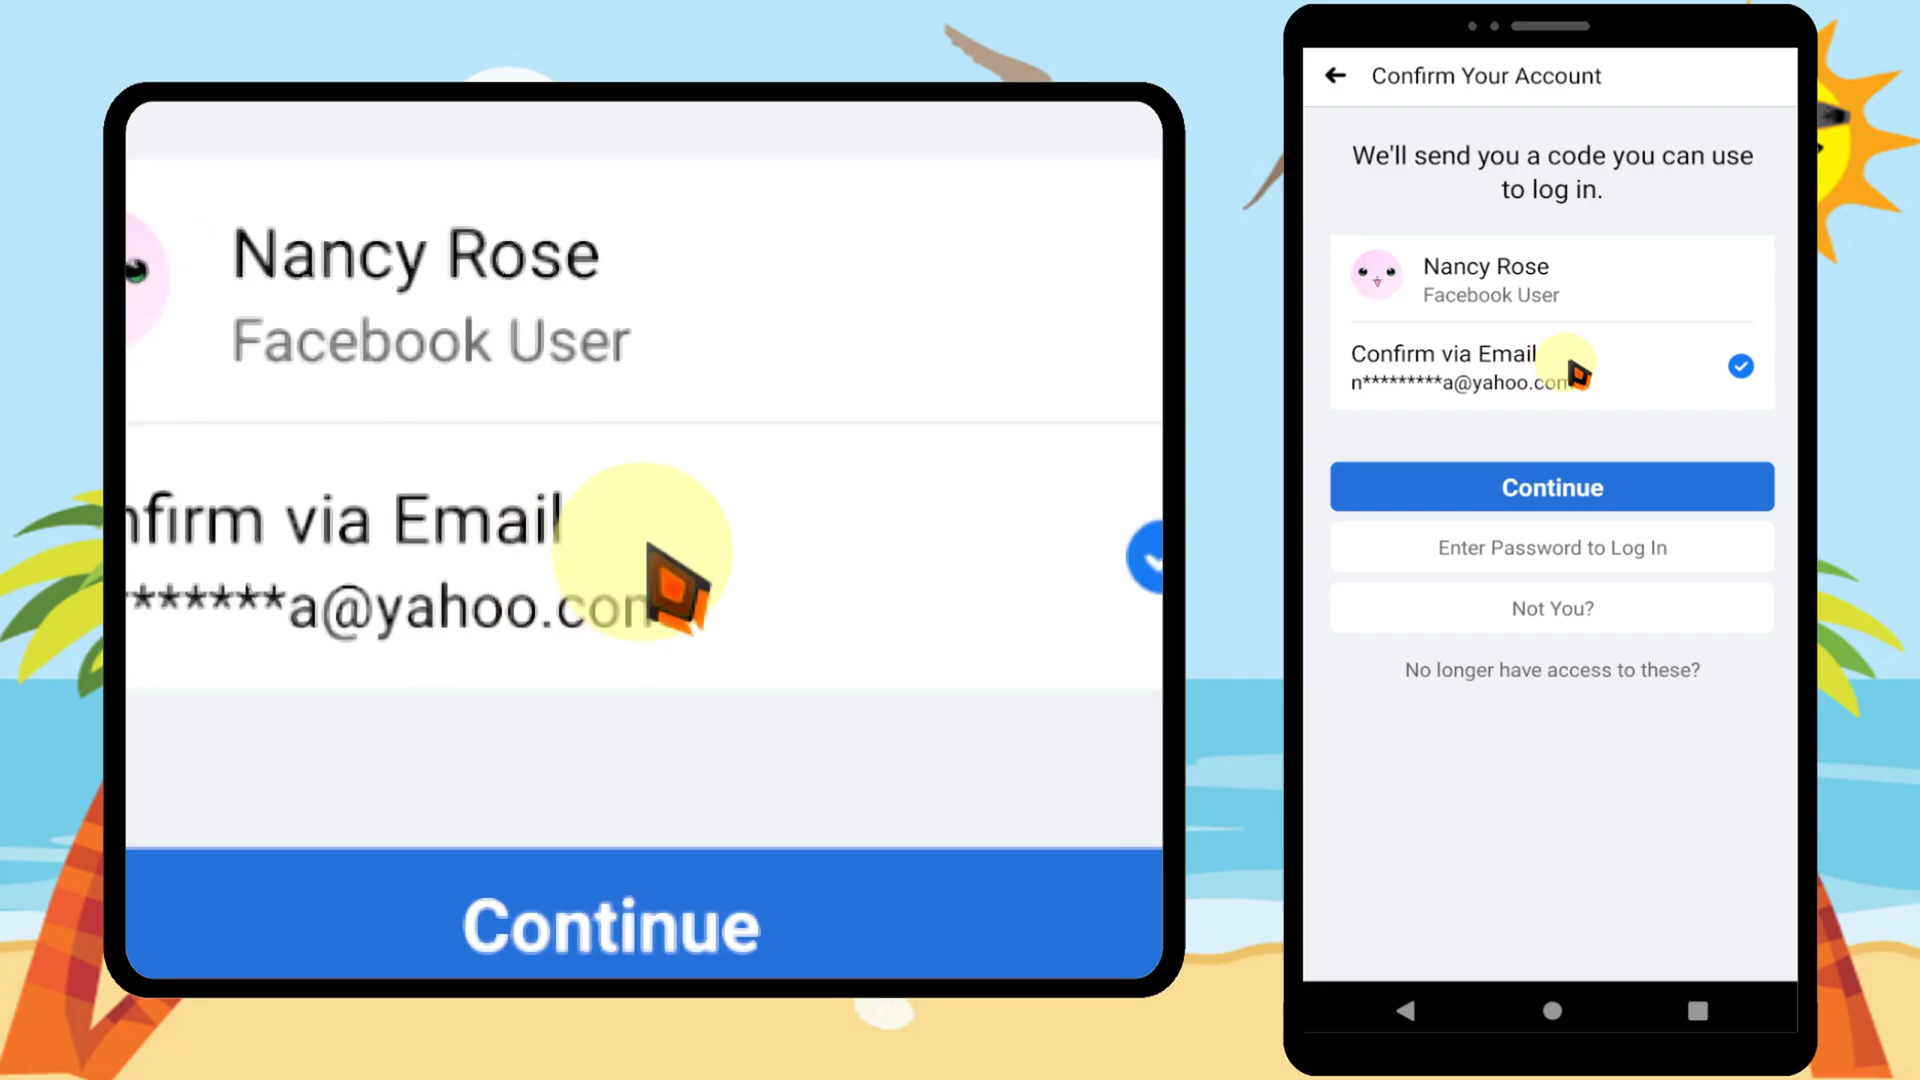 Nancy Rose
Facebook User
nfirm via Email
*******a@yahoo.com
Continue
Confirm Your Account
We'll send you a code you can use
to log in.
Nancy Rose
Facebook User
Confirm via Email
n*********a@yahoo.com
Continue
Enter Password to Log In
Not You?
No longer have access to these?